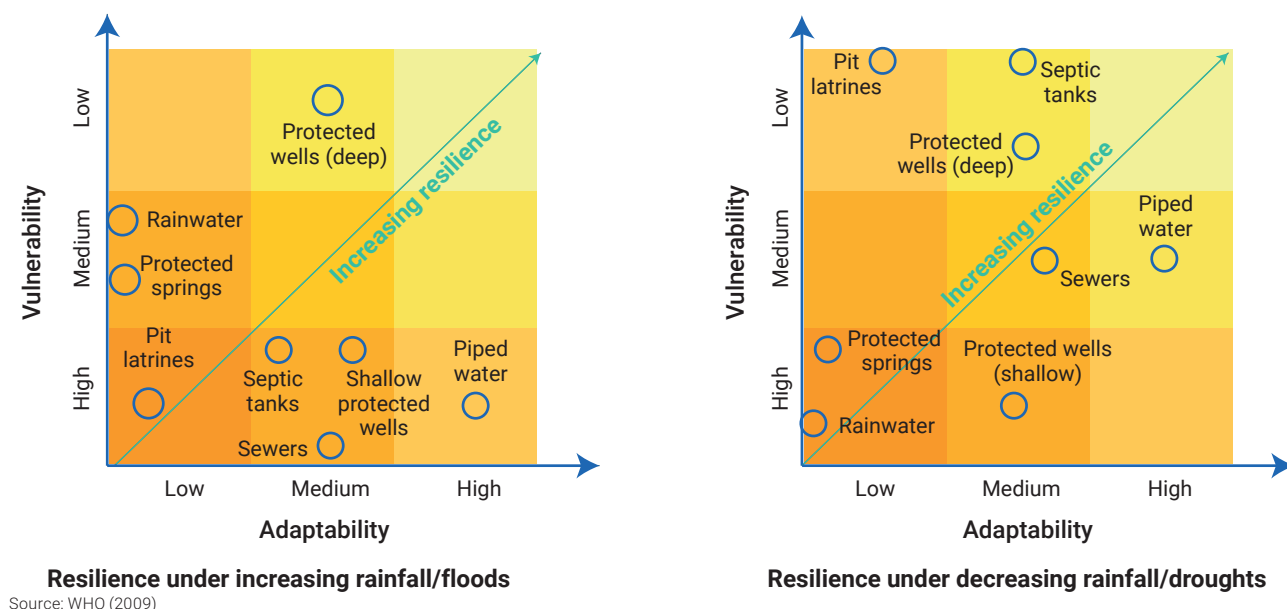 Vulnerability
Low
Medium
High
Protected
wells (deep)
Rainwater
Protected
springs
Pit
latrines
Septic
tanks
Shallow
protected
wells
Piped
water
Sewers
Increasing resilience
Low
Medium
High
Adaptability
Resilience under increasing rainfall/floods
Source: WHO (2009)
Vulnerability
Low
Medium
High
Pit
latrines
Septic
tanks
Protected
wells (deep)
Piped
water
Sewers
Increasing resilience
Protected
springs
Protected wells
(shallow)
Rainwater
Low
Medium
High
Adaptability
Resilience under decreasing rainfall/droughts